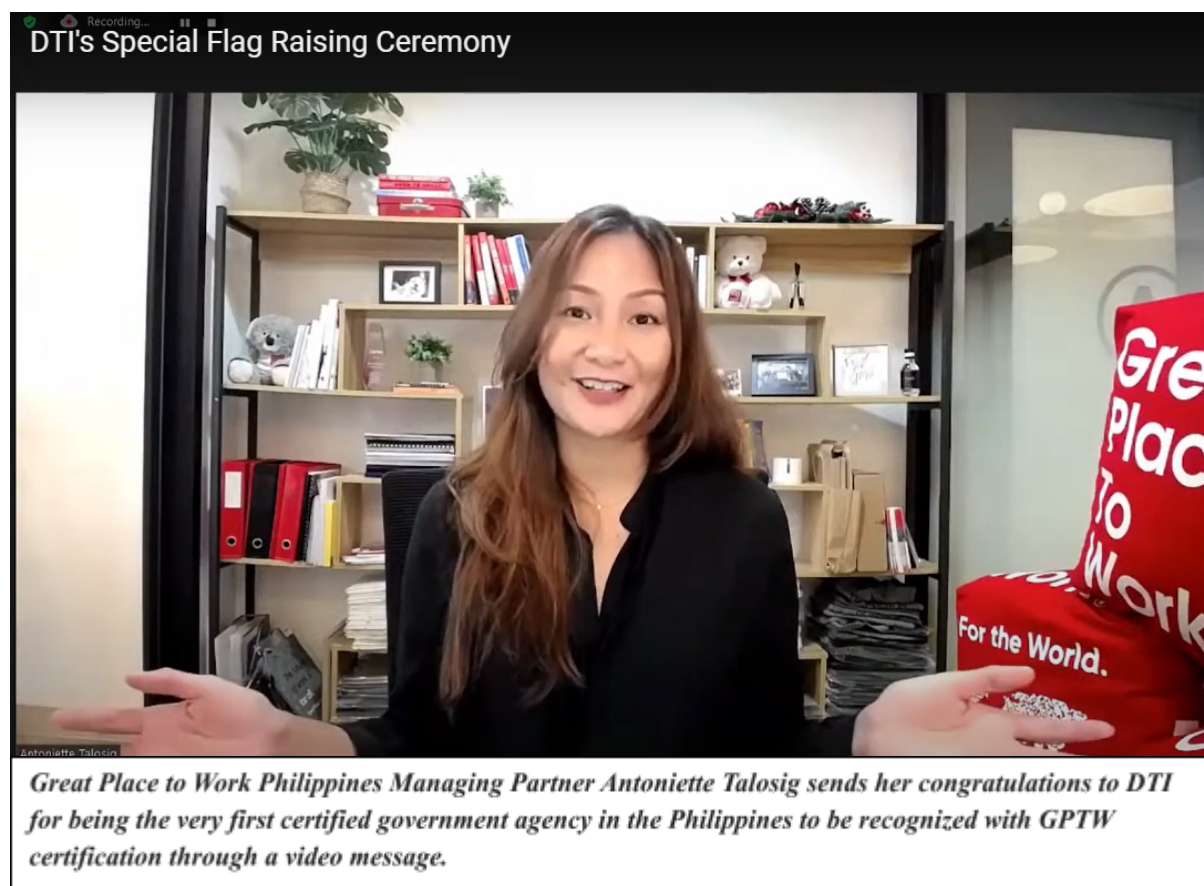 Recording...
DTI's Special Flag Raising Ceremony
Great
Place
To
Work
For the World.
Antoniette Talosig
Great Place to Work Philippines Managing Partner Antoniette Talosig sends her congratulations to DTI
for being the very first certified government agency in the Philippines to be recognized with GPTW
certification through a video message.